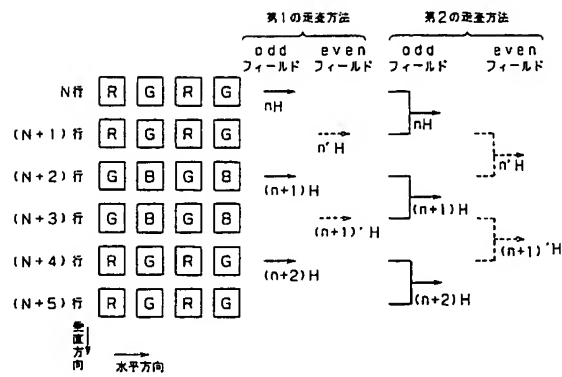 第1の走査方法 第2の走査方法
odd even odd even
フィールド フィールド フィールド フィールド
N行 R G R G nH nH
(N+1)行 R G R G n'H n'H
(N+2)行 G B G B (n+1)H (n+1)H
(N+3)行 G B G B (n+1)'H (n+1)'H
(N+4)行 R G R G (n+2)H (n+2)H
(N+5)行 R G R G
垂直方向
水平方向